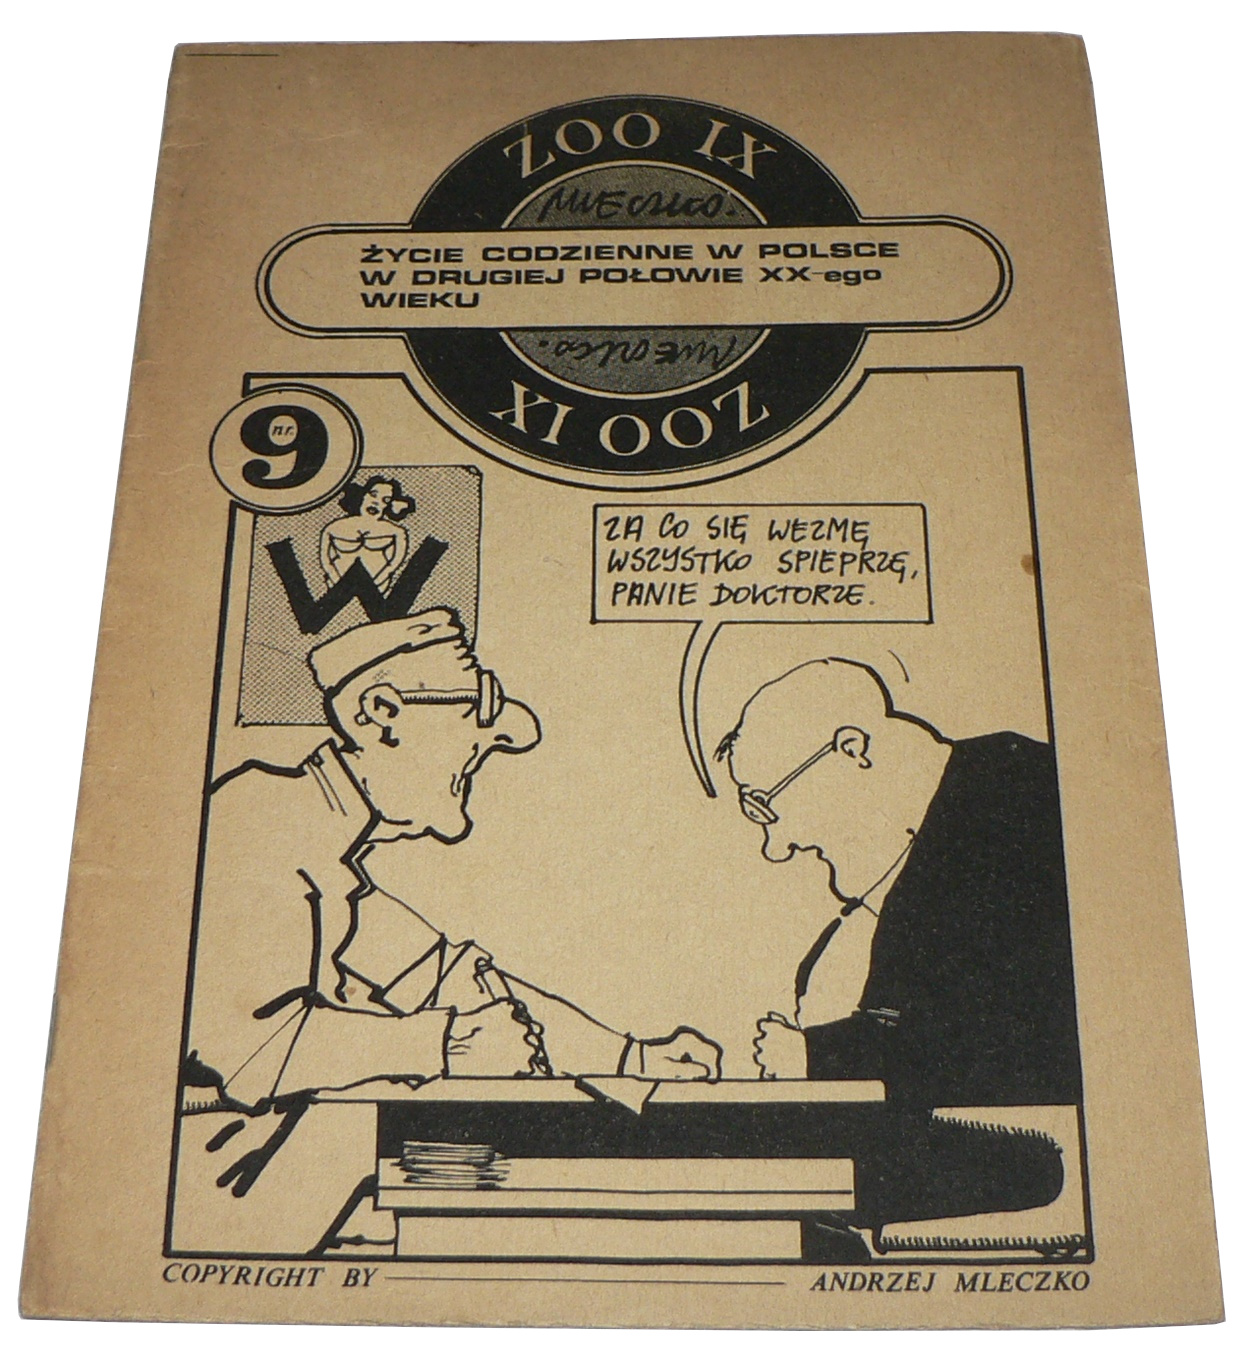 ZOO IX
MLECZKO.
ŻYCIE CODZIENNE W POLSCE
W DRUGIEJ POŁOWIE XX-ego
WIEKU
MLECZKO.
ZOO IX
nr.
9
W
ZA CO SIĘ WEZMĘ
WSZYSTKO SPIEPRZĘ,
PANIE DOKTORZE.
COPYRIGHT BY ANDRZEJ MLECZKO